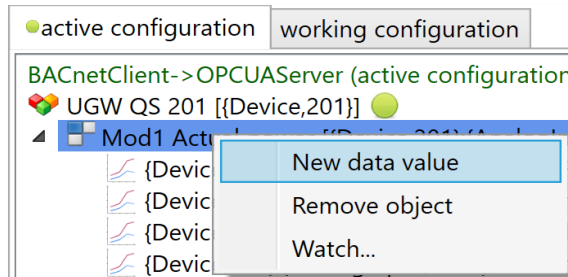 active configuration working configuration
BACnetClient->OPCUAServer (active configuration
UGW QS 201 [{Device,201}]
Mod1
{Devic
New data value
{Devic
Remove object
{Devic
Watch...
{Devic